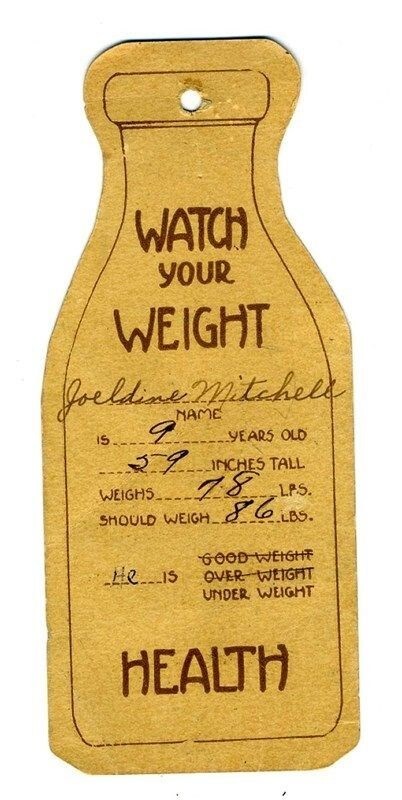 WATCH
YOUR
WEIGHT
Joeldine Mitchell
NAME
IS 9 YEARS OLD
59 INCHES TALL
WEIGHS 78 LPS.
SHOULD WEIGH 86 LBS.
GOOD WEIGHT
He IS OVER WEIGHT
UNDER WEIGHT
HEALTH